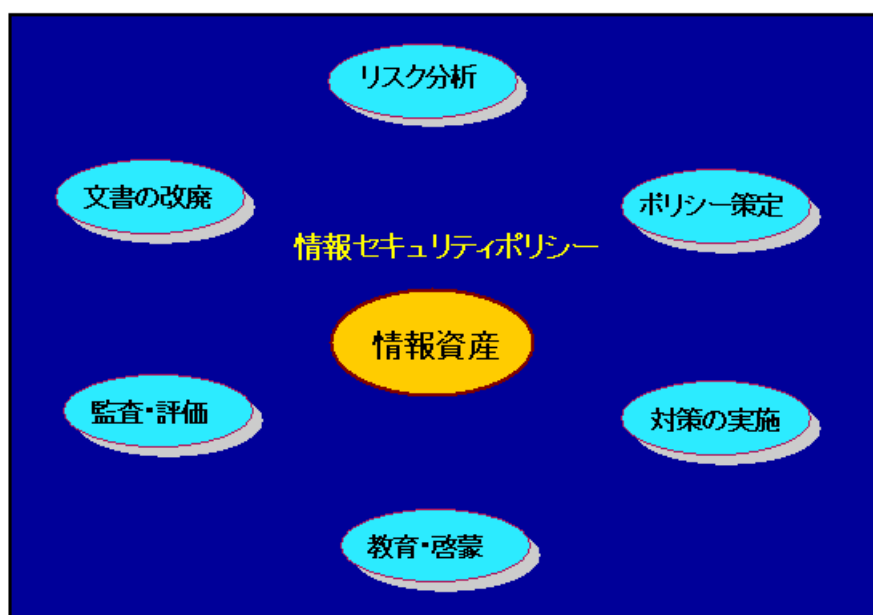 リスク分析
文書の改廃
ポリシー策定
情報セキュリティポリシー
情報資産
監査・評価
対策の実施
教育・啓蒙